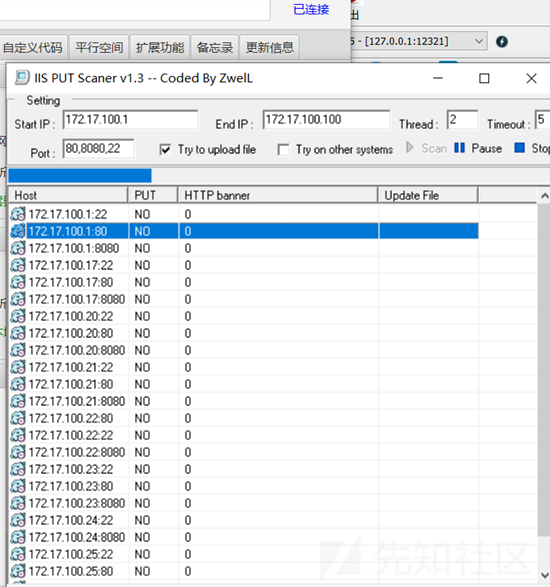 已连接
出
自定义代码 平行空间 扩展功能 备忘录 更新信息
5 - [127.0.0.1:12321]
IIS PUT Scaner v1.3 -- Coded By ZwelL
Setting
Start IP : 172.17.100.1 End IP : 172.17.100.100 Thread : 2 Timeout : 5
Port : 80,8080,22 Try to upload file Try on other systems Scan Pause Stop
Host PUT HTTP banner Update File
172.17.100.1:22 NO 0
172.17.100.1:80 NO 0
172.17.100.1:8080 NO 0
172.17.100.17:22 NO 0
172.17.100.17:80 NO 0
172.17.100.17:8080 NO 0
172.17.100.20:22 NO 0
172.17.100.20:80 NO 0
172.17.100.20:8080 NO 0
172.17.100.21:22 NO 0
172.17.100.21:80 NO 0
172.17.100.21:8080 NO 0
172.17.100.22:80 NO 0
172.17.100.22:22 NO 0
172.17.100.22:8080 NO 0
172.17.100.23:22 NO 0
172.17.100.23:80 NO 0
172.17.100.23:8080 NO 0
172.17.100.24:22 NO 0
172.17.100.24:8080 NO 0
172.17.100.25:22 NO 0
172.17.100.25:80 NO 0
先知社区